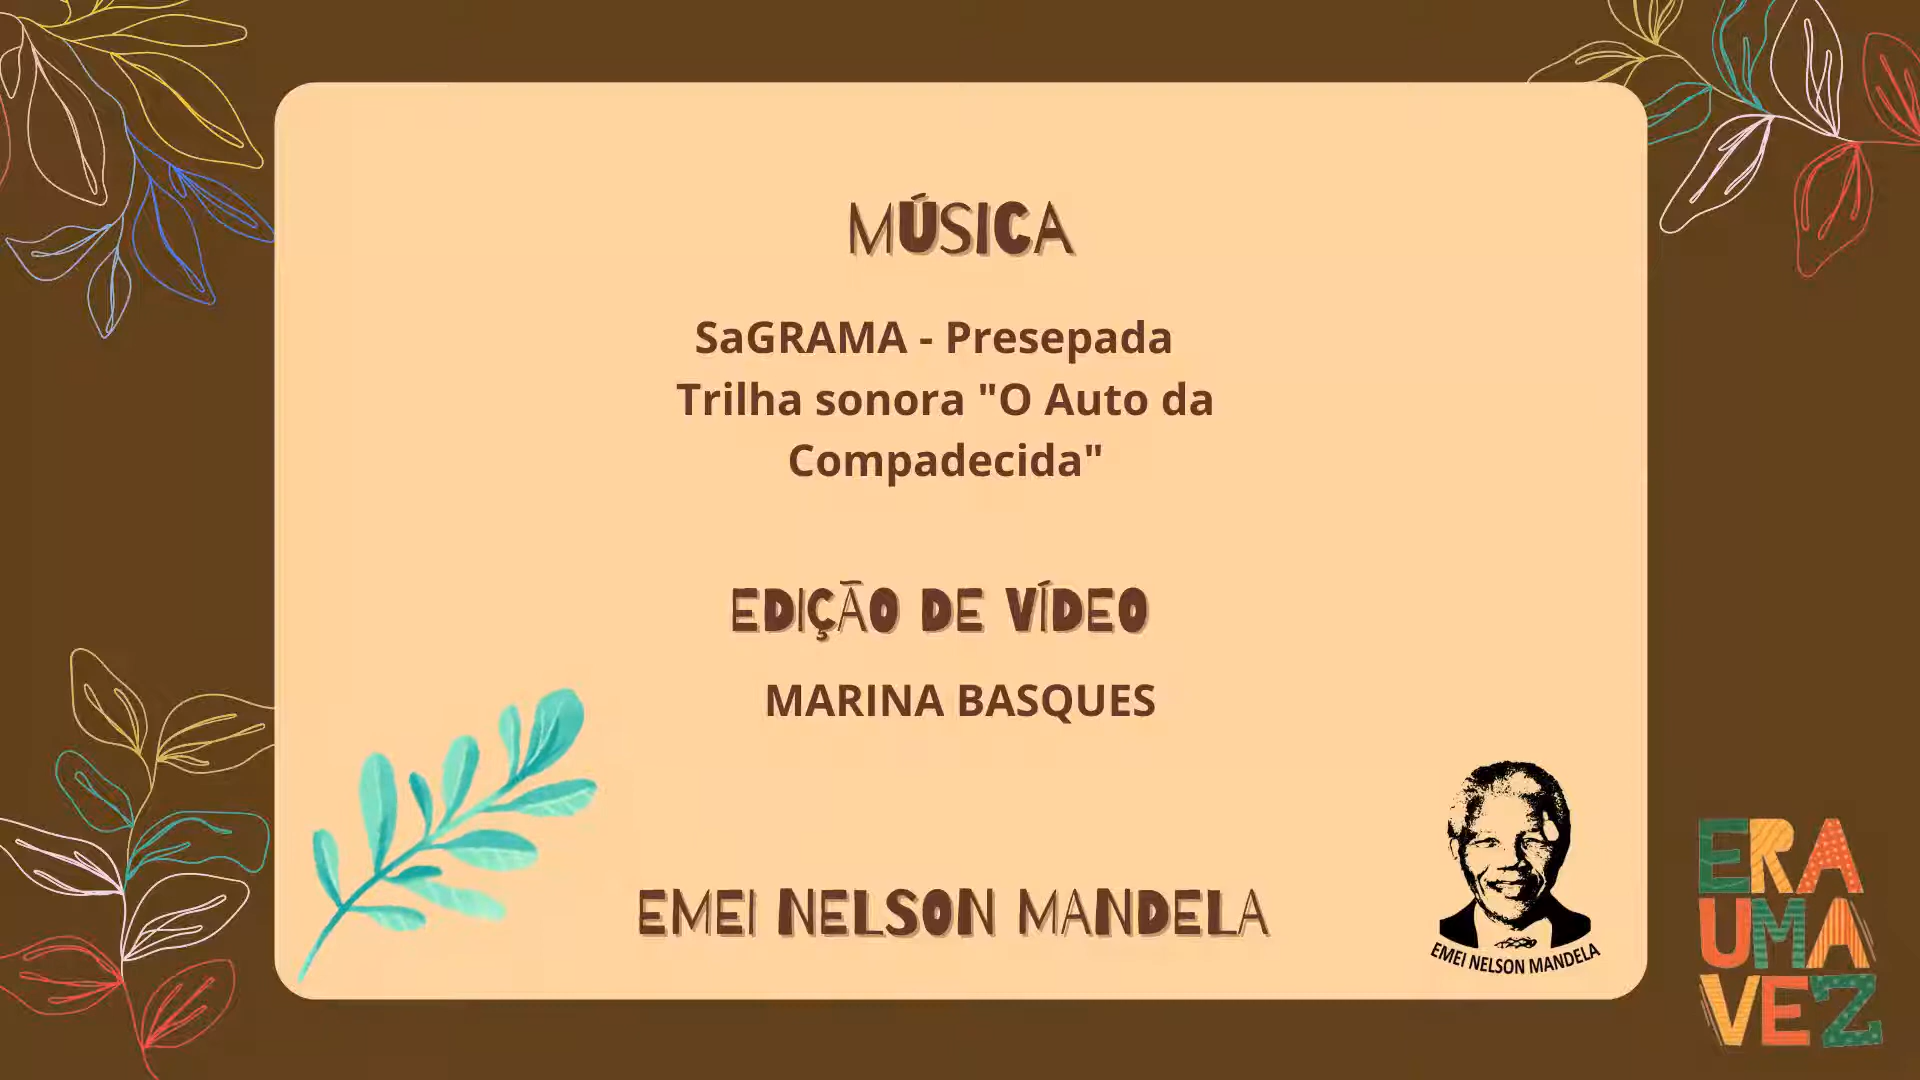 MÚSICA
SaGRAMA - Presepada
Trilha sonora "O Auto da
Compadecida"
EDIÇÃO DE VÍDEO
MARINA BASQUES
EMEI NELSON MANDELA
EMEI NELSON MANDELA
ERA
UMA
VEZ